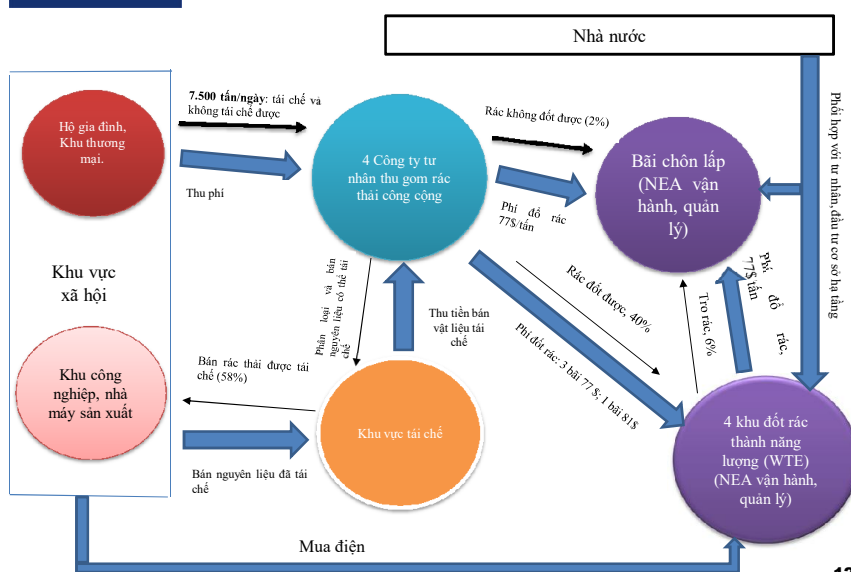 Nhà nước
7.500 tấn/ngày: tái chế và
không tái chế được
Hộ gia đình,
Khu thương
mại.
Thu phí
4 Công ty tư
nhân thu gom rác
thải công cộng
Rác không đốt được (2%)
Phí đổ rác
77$/tấn
Bãi chôn lấp
(NEA vận
hành, quản
lý)
Phối hợp với tư nhân, đầu tư cơ sở hạ tầng
Khu vực
xã hội
Phân loại và bán
nguyên liệu có thể tái
chế
Thu tiền bán
vật liệu tái
chế
Rác đốt được, 40%
Phí đốt rác: 3 bãi 77 $; 1 bãi 81$
Tro rác, 6%
Phí đổ rác,
77$ tấn
Khu công
nghiệp, nhà
máy sản xuất
Bán rác thải được tái
chế (58%)
Bán nguyên liệu đã tái
chế
Khu vực tái chế
4 khu đốt rác
thành năng
lượng (WTE)
(NEA vận hành,
quản lý)
Mua điện